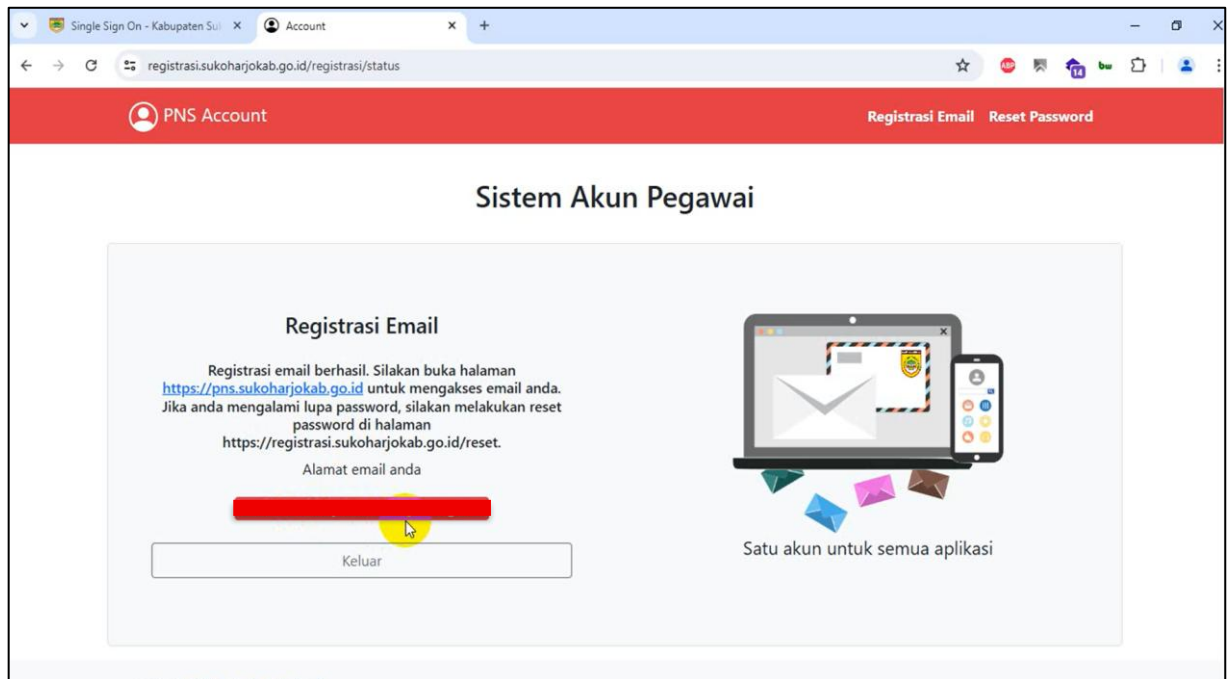 Single Sign On - Kabupaten Su
Account
registrasi.sukoharjokab.go.id/registrasi/status
ABP
14
bw
PNS Account
Registrasi Email
Reset Password
Sistem Akun Pegawai
Registrasi Email
Registrasi email berhasil. Silakan buka halaman
https://pns.sukoharjokab.go.id untuk mengakses email anda.
Jika anda mengalami lupa password, silakan melakukan reset
password di halaman
https://registrasi.sukoharjokab.go.id/reset.
Alamat email anda
Keluar
Satu akun untuk semua aplikasi